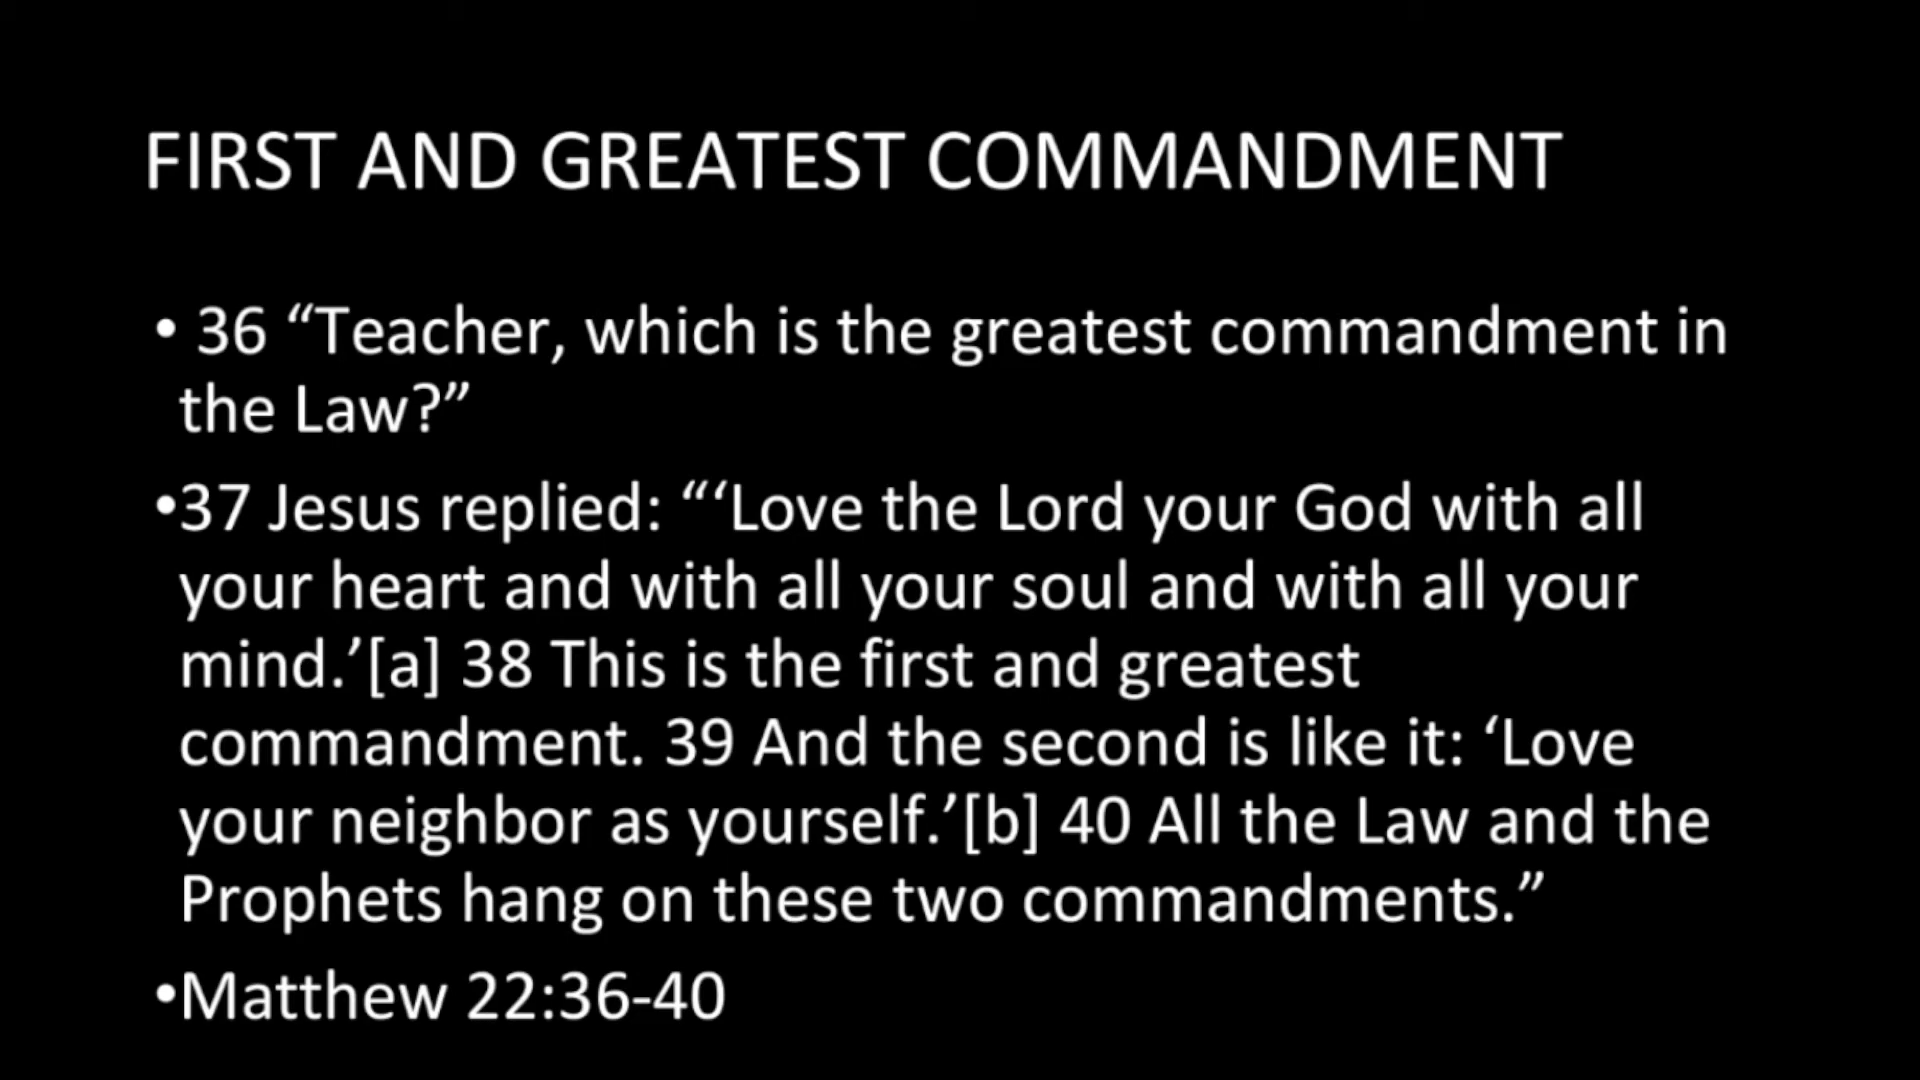 FIRST AND GREATEST COMMANDMENT
• 36 “Teacher, which is the greatest commandment in
the Law?”
•37 Jesus replied: “‘Love the Lord your God with all
your heart and with all your soul and with all your
mind.’[a] 38 This is the first and greatest
commandment. 39 And the second is like it: ‘Love
your neighbor as yourself.’[b] 40 All the Law and the
Prophets hang on these two commandments.”
•Matthew 22:36-40